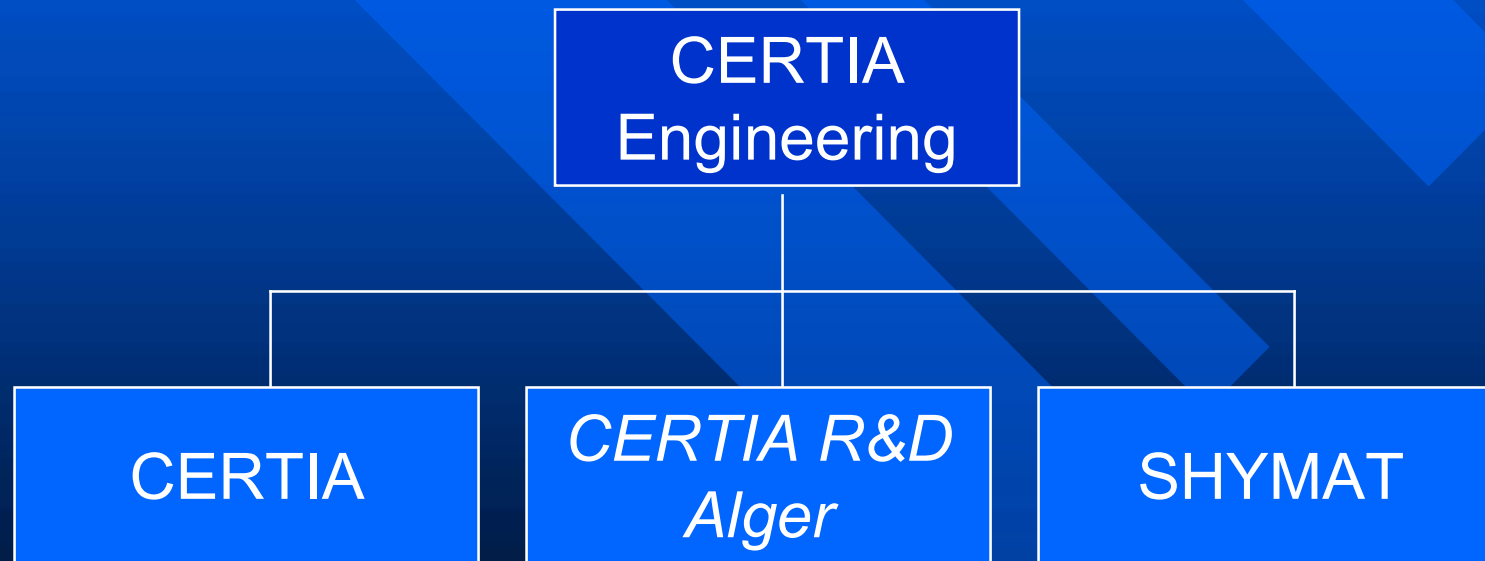 CERTIA
Engineering
CERTIA
CERTIA R&D
Alger
SHYMAT